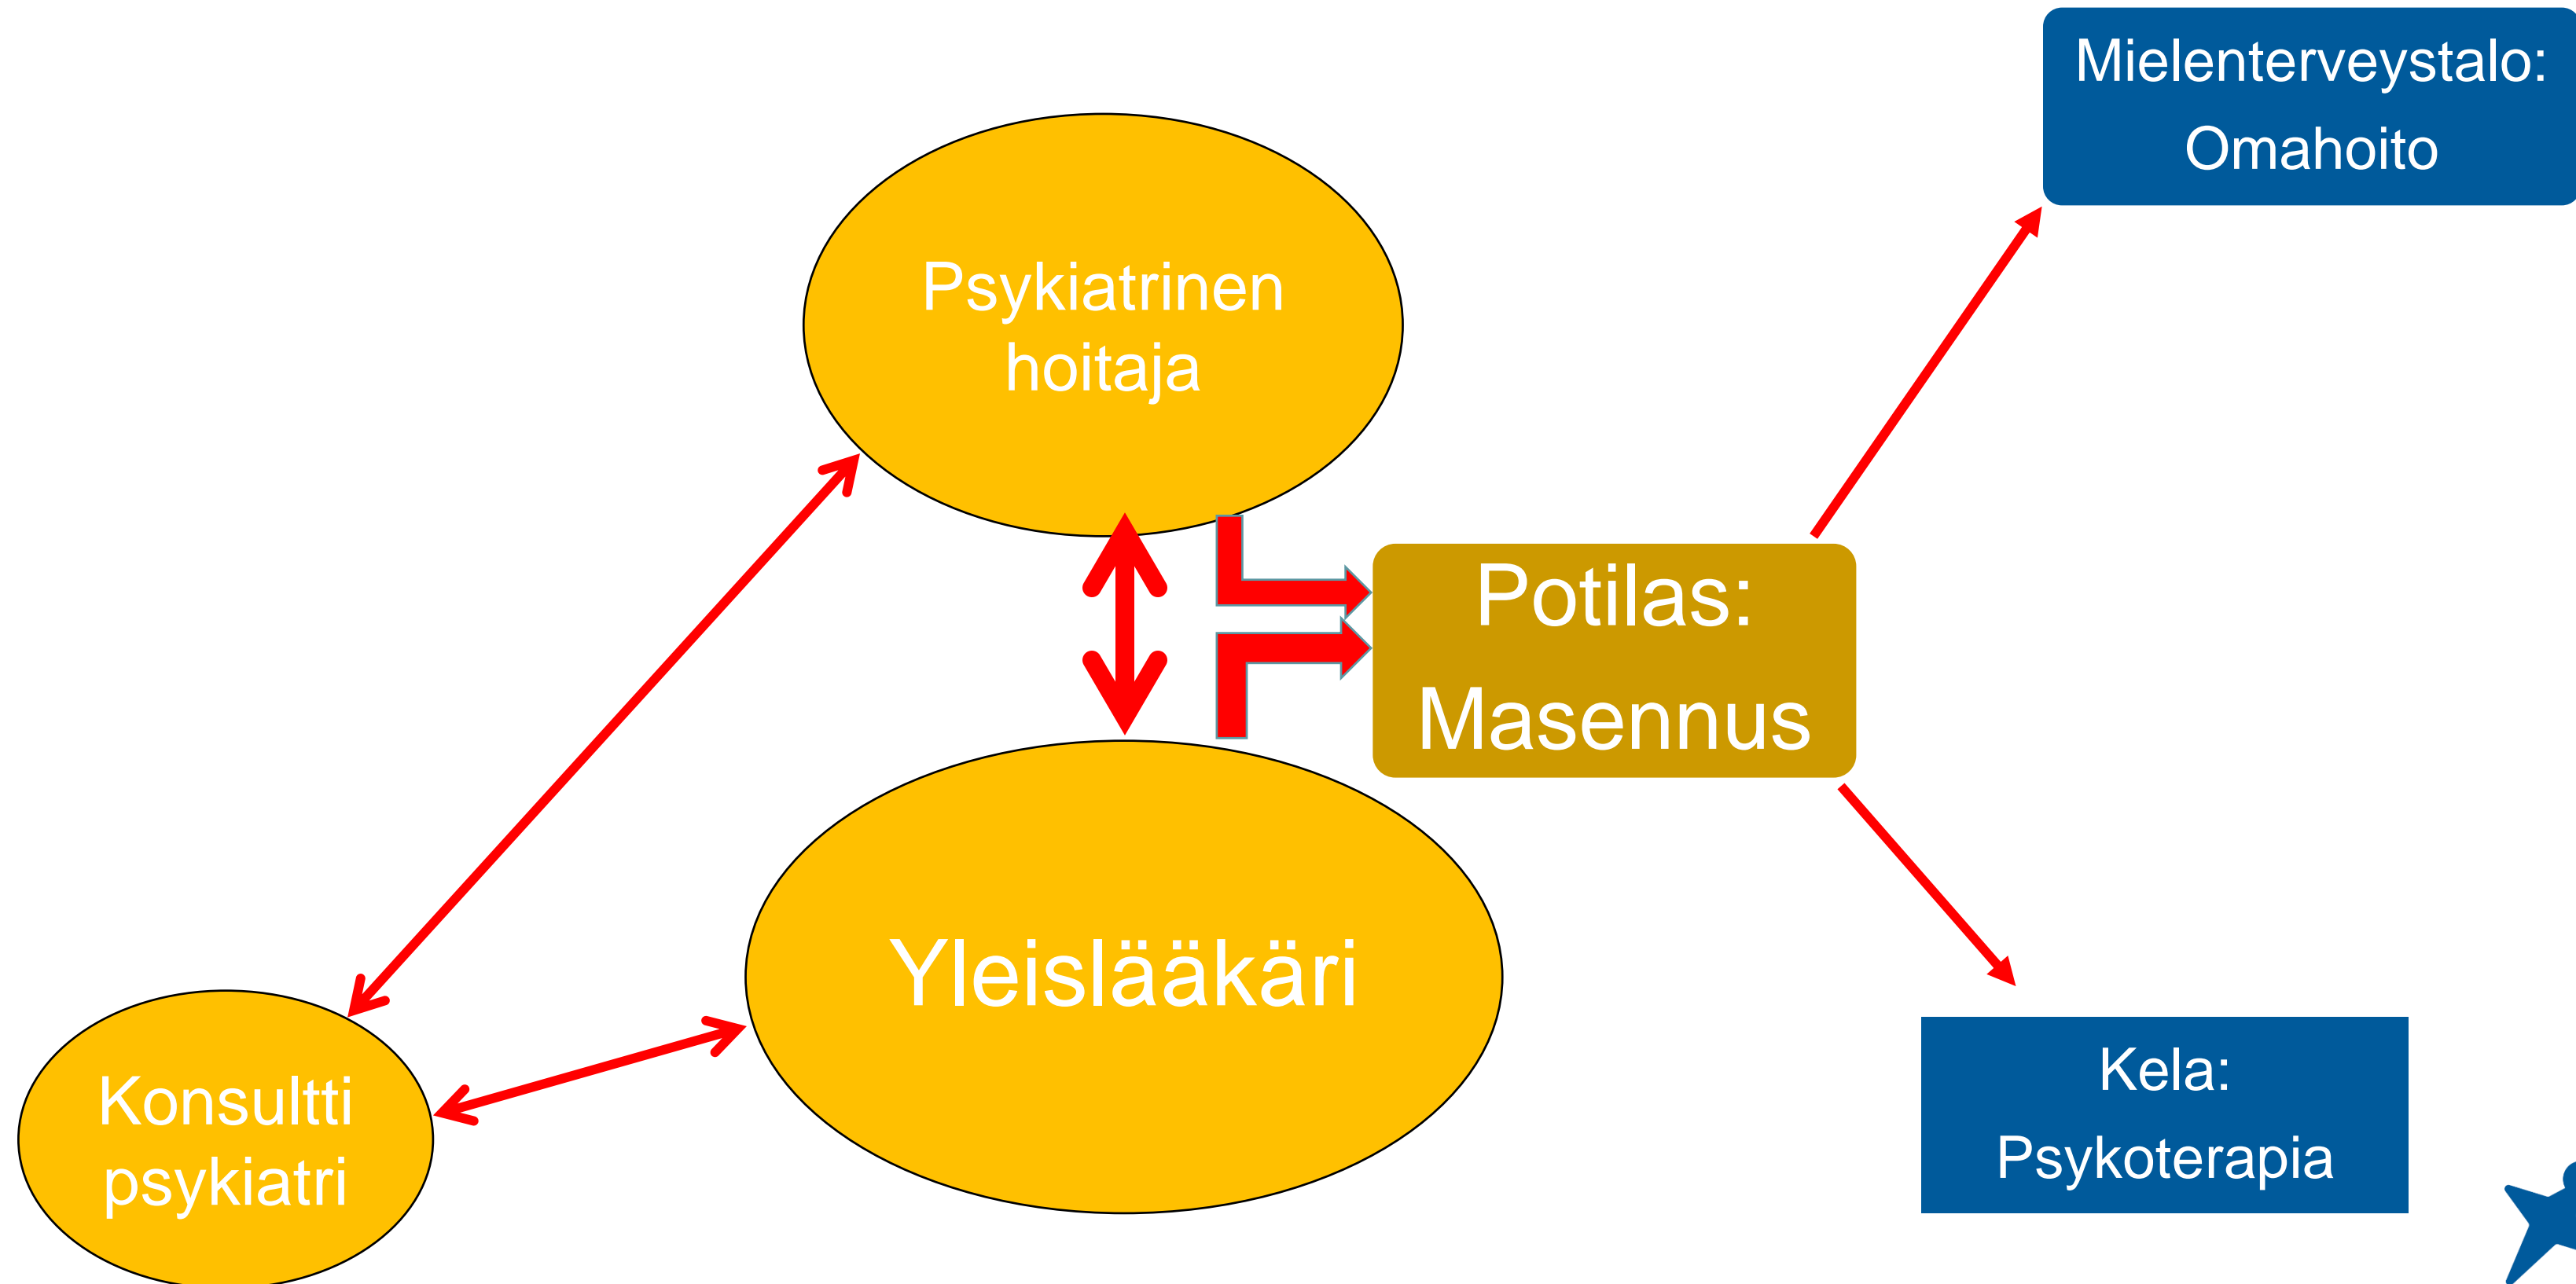 Mielenterveystalo:
Omahoito
Psykiatrinen
hoitaja
Potilas:
Masennus
Yleislääkäri
Konsultti
psykiatri
Kela:
Psykoterapia